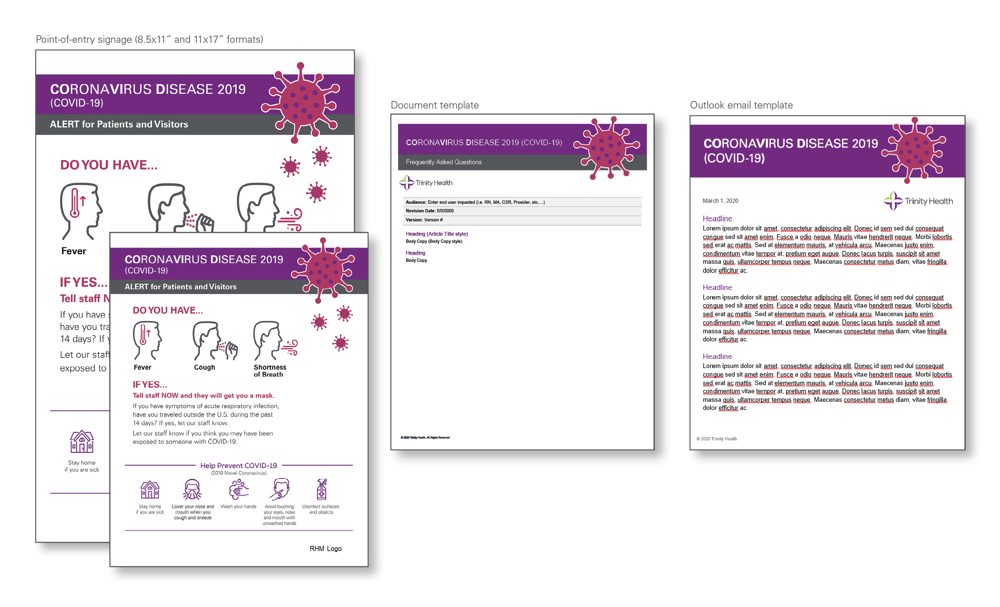 Point-of-entry signage (8.5x11” and 11x17” formats)
CORONAVIRUS DISEASE 2019
(COVID-19)
ALERT for Patients and Visitors
DO YOU HAVE...
Fever
IF YES...
Tell staff N
If you have s
have you tra
14 days? If y
Let our staff
exposed to
Stay home
if you are sick
CORONAVIRUS DISEASE 2019
(COVID-19)
ALERT for Patients and Visitors
DO YOU HAVE...
Fever
Cough
Shortness
of Breath
IF YES...
Tell staff NOW and they will get you a mask.
If you have symptoms of acute respiratory infection,
have you traveled outside the U.S. during the past
14 days? If yes, let our staff know.
Let our staff know if you think you may have been
exposed to someone with COVID-19.
Help Prevent COVID-19
(2019 Novel Coronavirus)
Stay home
if you are sick
Cover your nose and
mouth when you
cough and sneeze
Wash your hands
Avoid touching
your eyes, nose
and mouth with
unwashed hands
Disinfect surfaces
and objects
RHM Logo
Document template
CORONAVIRUS DISEASE 2019 (COVID-19)
Frequently Asked Questions
Trinity Health
Audience: Enter end user impacted (i.e. RN, MA, CSR, Provider, etc....)
Revision Date: 0/0/0000
Version: Version #
Heading (Article Title style)
Body Copy (Body Copy style)
Heading
Body Copy
© 2020 Trinity Health, All Rights Reserved
Outlook email template
CORONAVIRUS DISEASE 2019
(COVID-19)
March 1, 2020
Trinity Health
Headline
Lorem ipsum dolor sit amet, consectetur adipiscing elit. Donec id sem sed dui consequat
congue sed sit amet enim. Fusce a odio neque. Mauris vitae hendrerit neque. Morbi lobortis
sed erat ac mattis. Sed at elementum mauris, at vehicula arcu. Maecenas justo enim,
condimentum vitae tempor at, pretium eget augue. Donec lacus turpis, suscipit sit amet
massa quis, ullamcorper tempus neque. Maecenas consectetur metus diam, vitae fringilla
dolor efficitur ac.
Headline
Lorem ipsum dolor sit amet, consectetur adipiscing elit. Donec id sem sed dui consequat
congue sed sit amet enim. Fusce a odio neque. Mauris vitae hendrerit neque. Morbi lobortis
sed erat ac mattis. Sed at elementum mauris, at vehicula arcu. Maecenas justo enim,
condimentum vitae tempor at, pretium eget augue. Donec lacus turpis, suscipit sit amet
massa quis, ullamcorper tempus neque. Maecenas consectetur metus diam, vitae fringilla
dolor efficitur ac.
Headline
Lorem ipsum dolor sit amet, consectetur adipiscing elit. Donec id sem sed dui consequat
congue sed sit amet enim. Fusce a odio neque. Mauris vitae hendrerit neque. Morbi lobortis
sed erat ac mattis. Sed at elementum mauris, at vehicula arcu. Maecenas justo enim,
condimentum vitae tempor at, pretium eget augue. Donec lacus turpis, suscipit sit amet
massa quis, ullamcorper tempus neque. Maecenas consectetur metus diam, vitae fringilla
dolor efficitur ac.
© 2020 Trinity Health